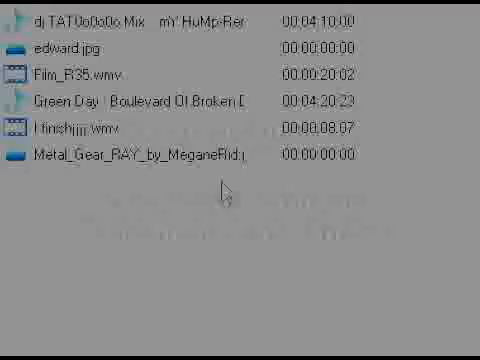 dj TAT0o0o0o Mix mY HuMp-Rer 00:04:10:00
edward.jpg 00:00:00:00
Film_R35.wmv 00:00:20:02
Green Day Boulevard Of Broken D 00:04:20:23
I finishjjjj.wmv 00:00:08:07
Metal_Gear_RAY_by_MeganeRid.j 00:00:00:00